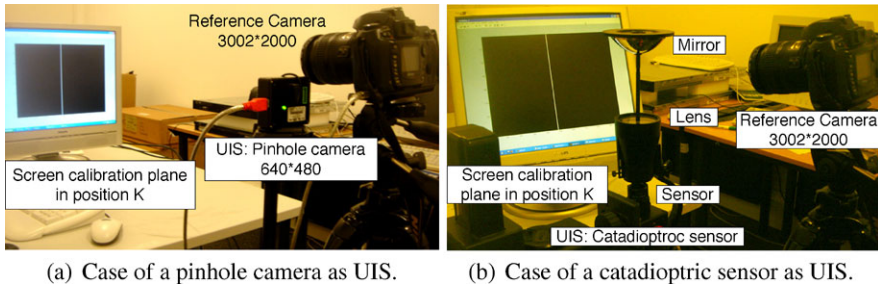 Reference Camera
3002*2000
UIS: Pinhole camera
640*480
Screen calibration plane
in position K
Mirror
Lens
Reference Camera
3002*2000
Screen calibration
plane in position K
Sensor
UIS: Catadioptroc sensor
(a) Case of a pinhole camera as UIS.
(b) Case of a catadioptric sensor as UIS.